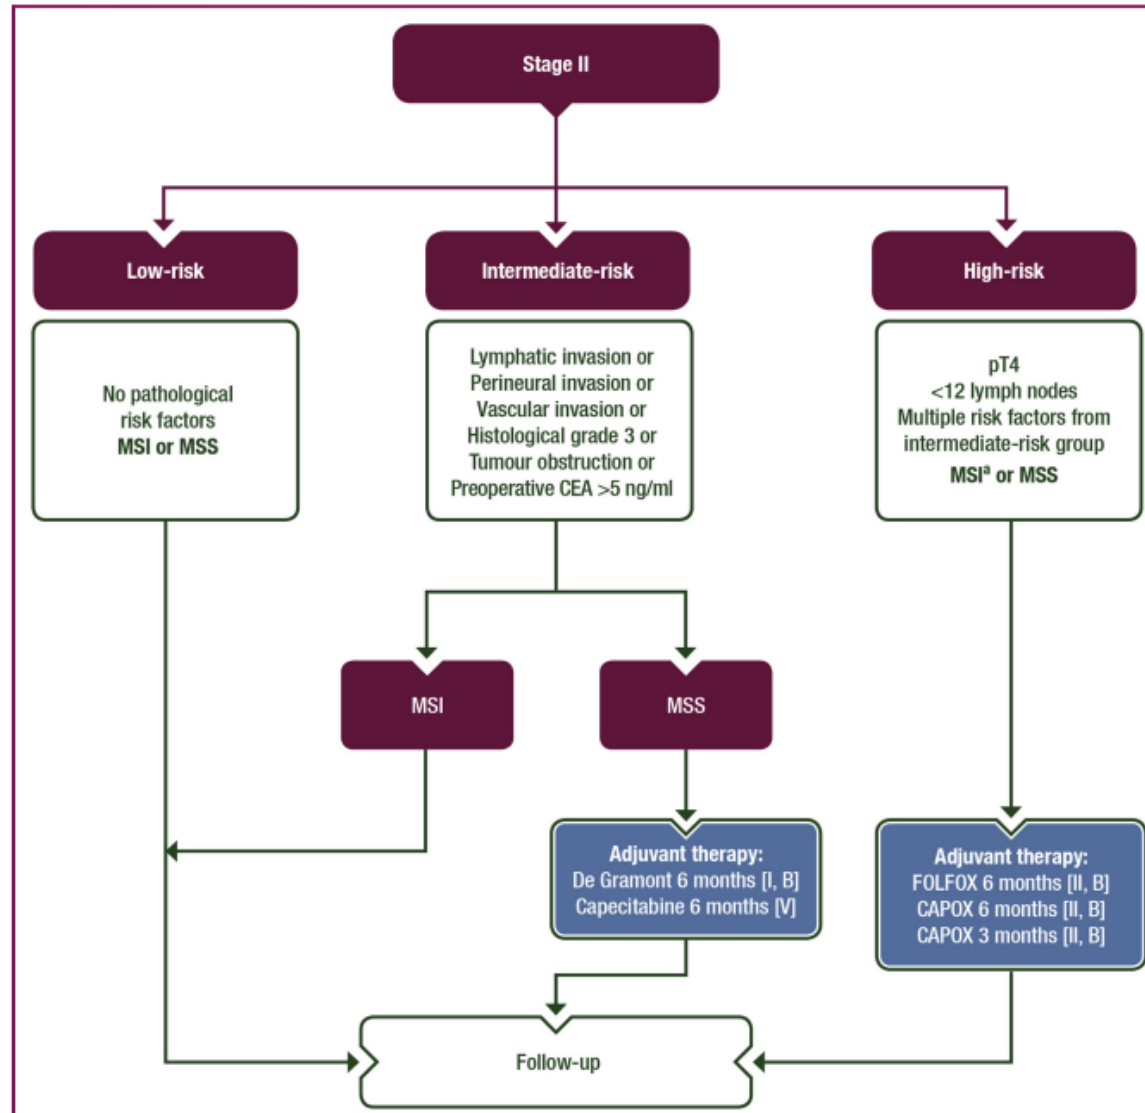 Stage II
Low-risk
Intermediate-risk
High-risk
No pathological
risk factors
MSI or MSS
Lymphatic invasion or
Perineural invasion or
Vascular invasion or
Histological grade 3 or
Tumour obstruction or
Preoperative CEA >5 ng/ml
pT4
<12 lymph nodes
Multiple risk factors from
intermediate-risk group
MSIᵃ or MSS
MSI
MSS
Adjuvant therapy:
De Gramont 6 months [I, B]
Capecitabine 6 months [V]
Adjuvant therapy:
FOLFOX 6 months [II, B]
CAPOX 6 months [II, B]
CAPOX 3 months [II, B]
Follow-up